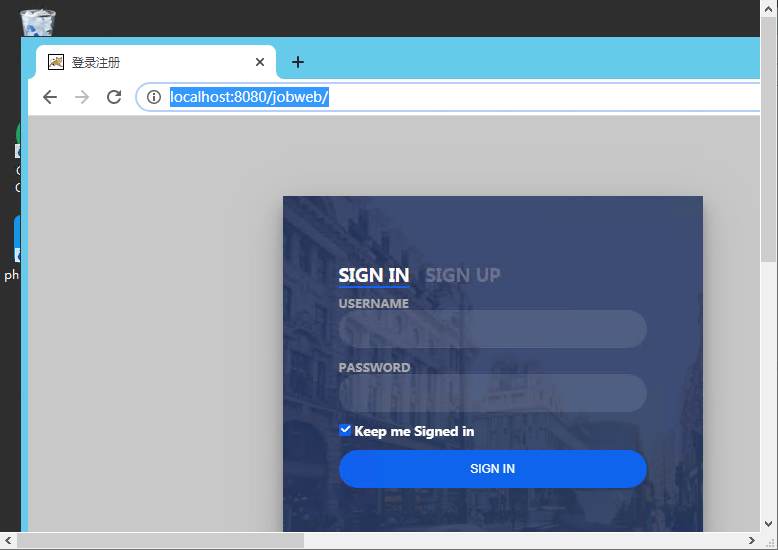 登录注册
localhost:8080/jobweb/
SIGN IN SIGN UP
USERNAME
PASSWORD
Keep me Signed in
SIGN IN
ph